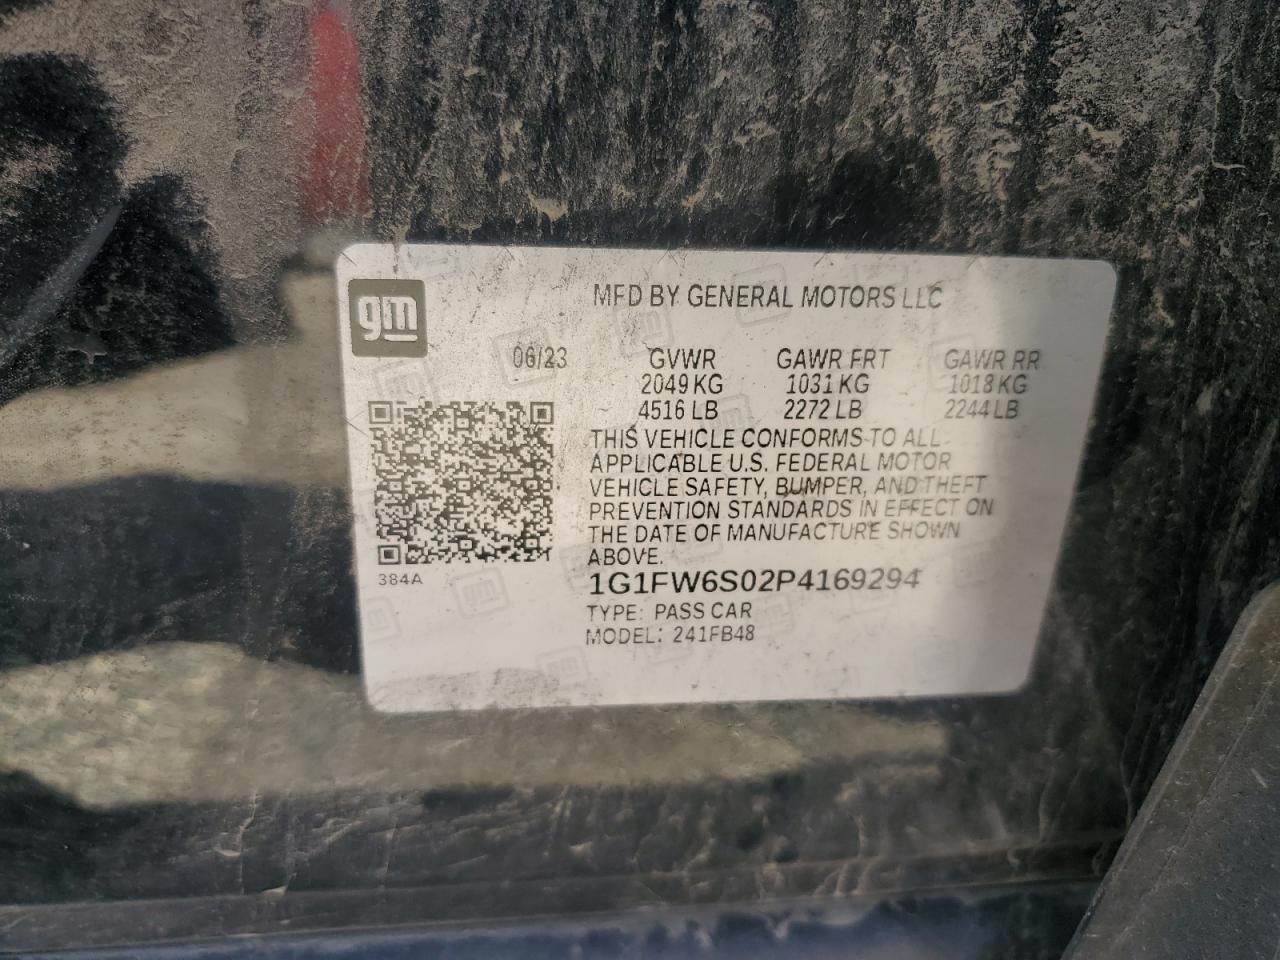 gm
MFD BY GENERAL MOTORS LLC
06/23 GVWR GAWR FRT GAWR RR
2049 KG 1031 KG 1018 KG
4516 LB 2272 LB 2244 LB
THIS VEHICLE CONFORMS TO ALL
APPLICABLE U.S. FEDERAL MOTOR
VEHICLE SAFETY, BUMPER, AND THEFT
PREVENTION STANDARDS IN EFFECT ON
THE DATE OF MANUFACTURE SHOWN
ABOVE.
384A
1G1FW6S02P4169294
TYPE: PASS CAR
MODEL: 241FB48